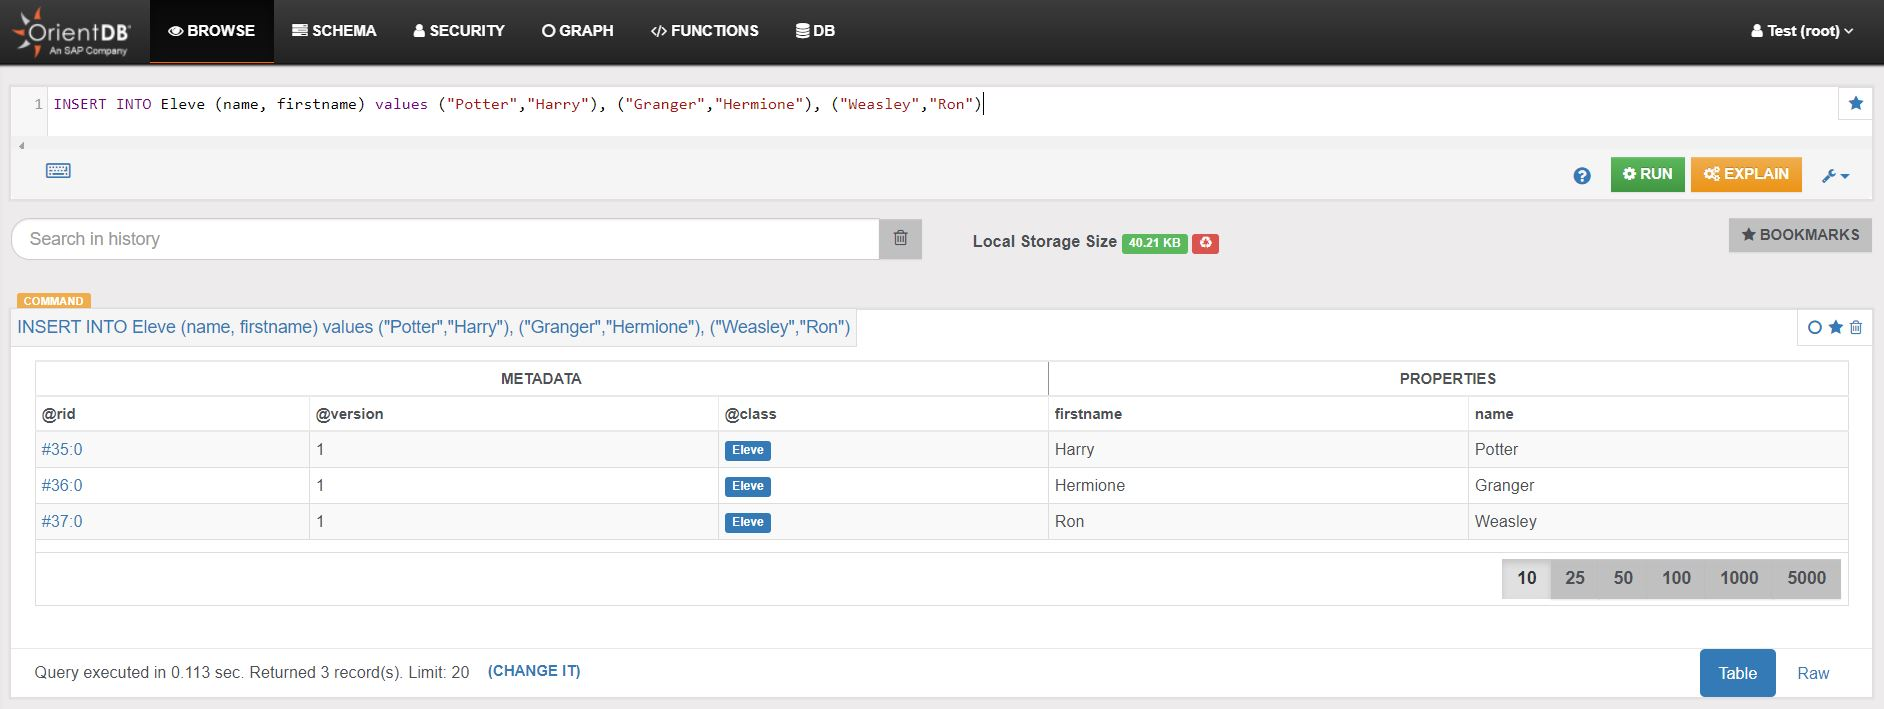 OrientDB®
An SAP Company
BROWSE SCHEMA SECURITY GRAPH FUNCTIONS DB Test (root)
1 INSERT INTO Eleve (name, firstname) values ("Potter","Harry"), ("Granger","Hermione"), ("Weasley","Ron")
? RUN EXPLAIN
Search in history Local Storage Size 40.21 KB BOOKMARKS
COMMAND
INSERT INTO Eleve (name, firstname) values ("Potter","Harry"), ("Granger","Hermione"), ("Weasley","Ron")
METADATA PROPERTIES
@rid @version @class firstname name
#35:0 1 Eleve Harry Potter
#36:0 1 Eleve Hermione Granger
#37:0 1 Eleve Ron Weasley
10 25 50 100 1000 5000
Query executed in 0.113 sec. Returned 3 record(s). Limit: 20 (CHANGE IT) Table Raw